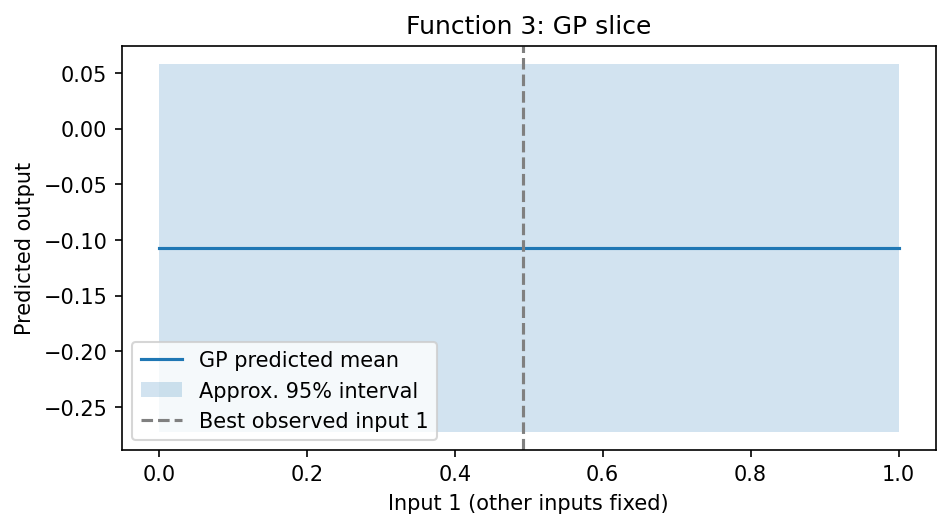 Function 3: GP slice
Predicted output
0.05
0.00
−0.05
−0.10
−0.15
−0.20
−0.25
GP predicted mean
Approx. 95% interval
Best observed input 1
0.0 0.2 0.4 0.6 0.8 1.0
Input 1 (other inputs fixed)